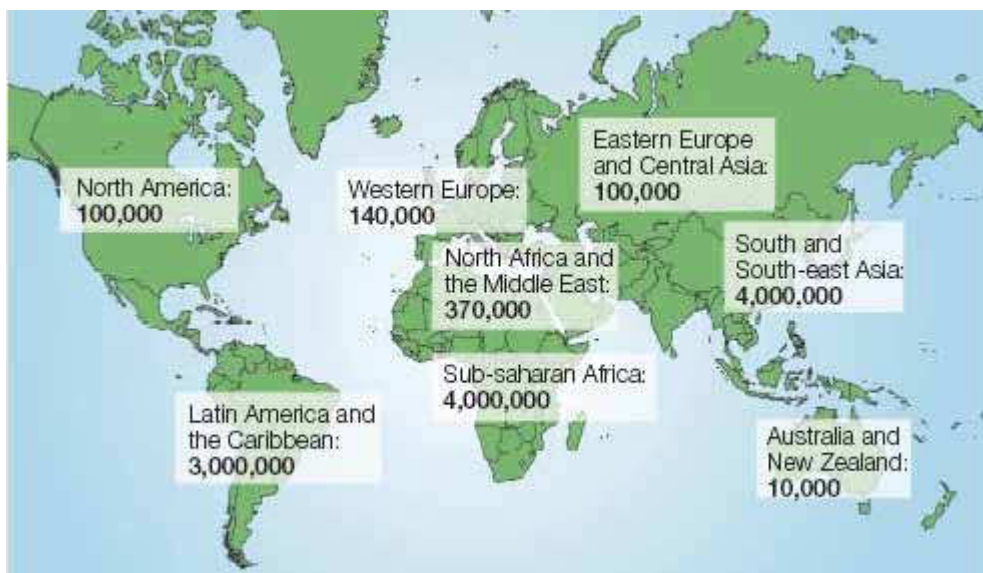 North America:
100,000
Western Europe:
140,000
Eastern Europe
and Central Asia:
100,000
North Africa and
the Middle East:
370,000
South and
South-east Asia:
4,000,000
Sub-saharan Africa:
4,000,000
Latin America and
the Caribbean:
3,000,000
Australia and
New Zealand:
10,000